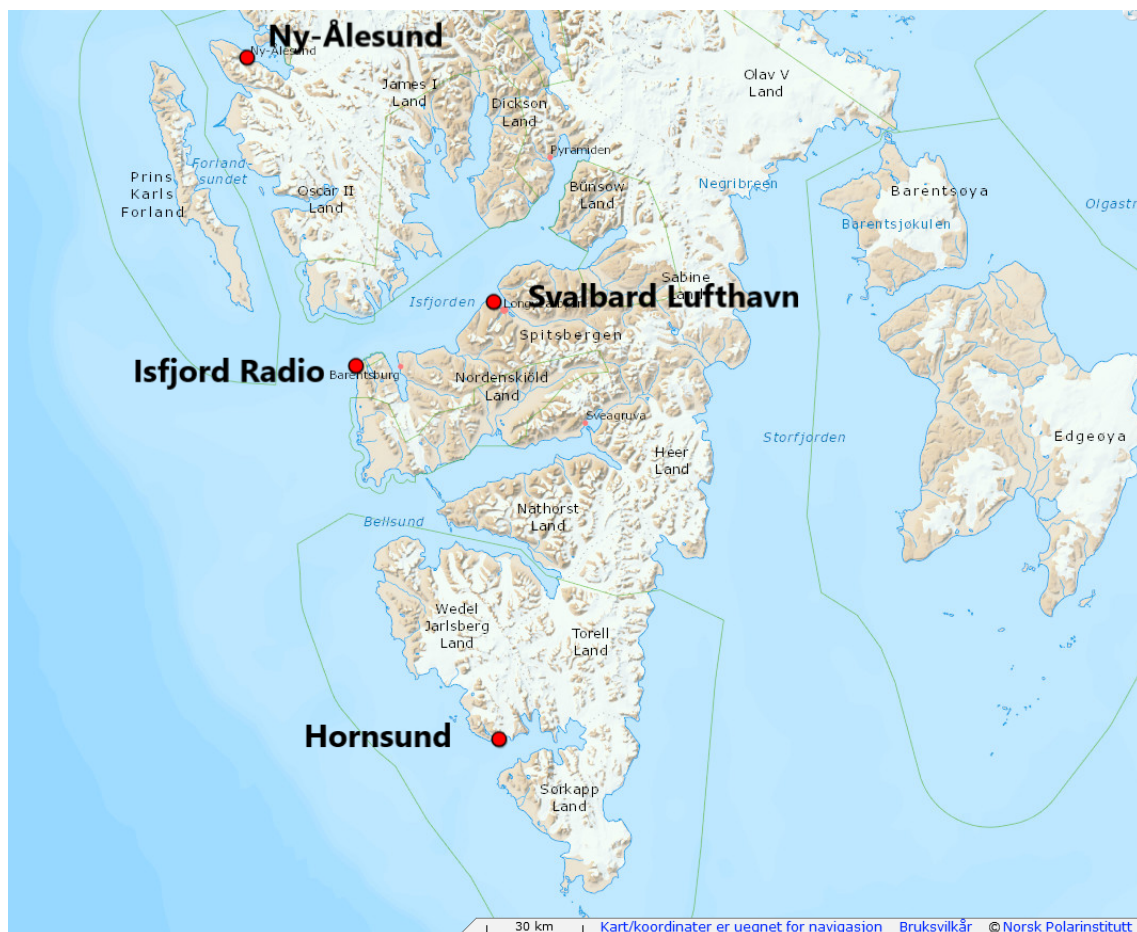 Ny-Ålesund
Ny-Ålesund
James I
Land
Dickson
Land
Olav V
Land
Pyramiden
Forland-
sundet
Prins
Karls
Forland
Oscar II
Land
Bünsow
Land
Negribreen
Barentsøya
Barentsjøkulen
Olgastr
Sabine
Land
Isfjorden
Svalbard Lufthavn
Spitsbergen
Isfjord Radio
Barentsburg
Nordenskiöld
Land
Sveagruva
Storfjorden
Edgeøya
Heer
Land
Nathorst
Land
Bellsund
Wedel
Jarlsberg
Land
Torell
Land
Hornsund
Sørkapp
Land
30 km
Kart/koordinater er uegnet for navigasjon Bruksvilkår © Norsk Polarinstitutt